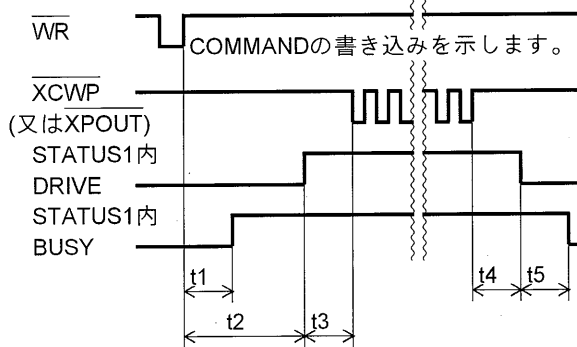 WR
COMMANDの書き込みを示します。
XCWP
(又はXPOUT)
STATUS1内
DRIVE
STATUS1内
BUSY
t1
t2
t3
t4
t5